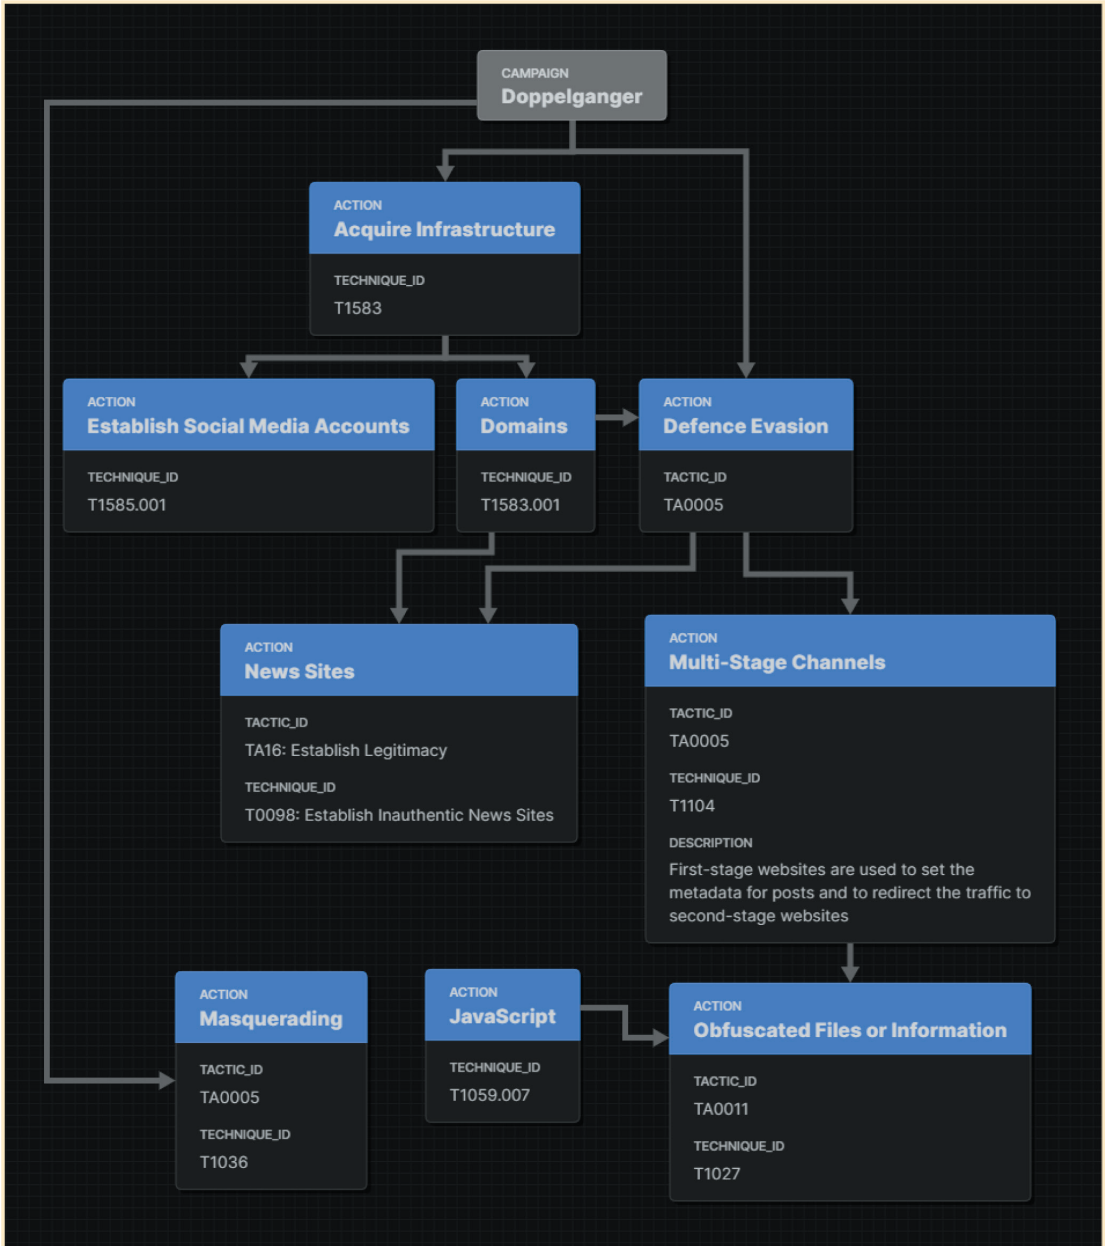 CAMPAIGN
Doppelganger
ACTION
Acquire Infrastructure
TECHNIQUE_ID
T1583
ACTION
Establish Social Media Accounts
TECHNIQUE_ID
T1585.001
ACTION
Domains
TECHNIQUE_ID
T1583.001
ACTION
Defence Evasion
TACTIC_ID
TA0005
ACTION
News Sites
TACTIC_ID
TA16: Establish Legitimacy
TECHNIQUE_ID
T0098: Establish Inauthentic News Sites
ACTION
Multi-Stage Channels
TACTIC_ID
TA0005
TECHNIQUE_ID
T1104
DESCRIPTION
First-stage websites are used to set the
metadata for posts and to redirect the traffic to
second-stage websites
ACTION
Masquerading
TACTIC_ID
TA0005
TECHNIQUE_ID
T1036
ACTION
JavaScript
TECHNIQUE_ID
T1059.007
ACTION
Obfuscated Files or Information
TACTIC_ID
TA0011
TECHNIQUE_ID
T1027